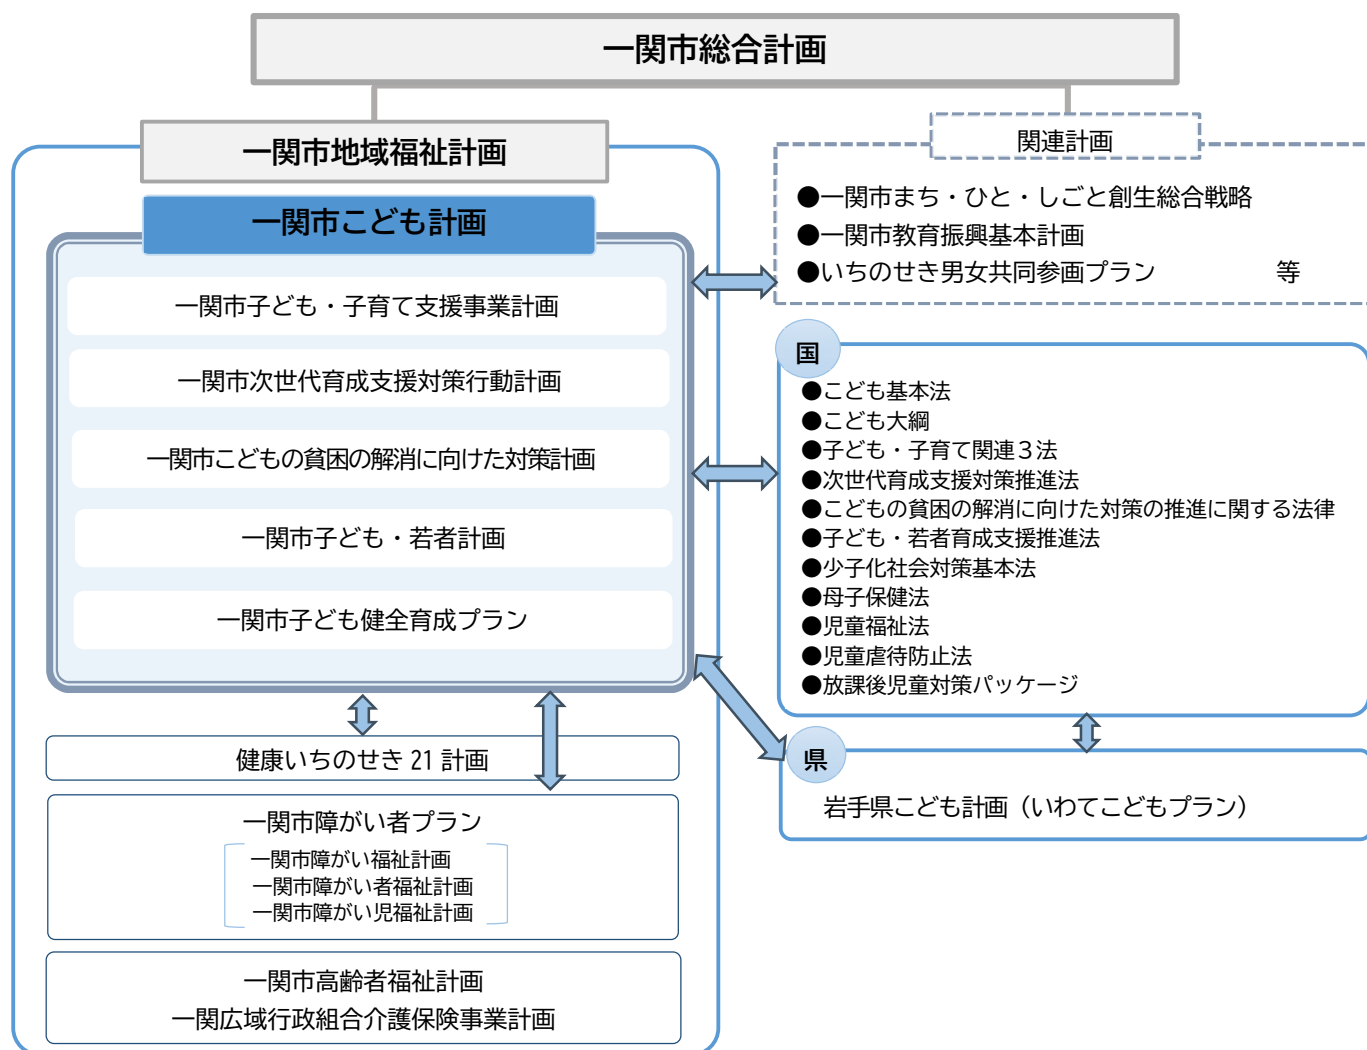 一関市総合計画
一関市地域福祉計画
一関市こども計画
一関市子ども・子育て支援事業計画
一関市次世代育成支援対策行動計画
一関市こどもの貧困の解消に向けた対策計画
一関市子ども・若者計画
一関市子ども健全育成プラン
健康いちのせき 21 計画
一関市障がい者プラン
一関市障がい福祉計画
一関市障がい者福祉計画
一関市障がい児福祉計画
一関市高齢者福祉計画
一関広域行政組合介護保険事業計画
関連計画
●一関市まち・ひと・しごと創生総合戦略
●一関市教育振興基本計画
●いちのせき男女共同参画プラン 等
国
●こども基本法
●こども大綱
●子ども・子育て関連３法
●次世代育成支援対策推進法
●こどもの貧困の解消に向けた対策の推進に関する法律
●子ども・若者育成支援推進法
●少子化社会対策基本法
●母子保健法
●児童福祉法
●児童虐待防止法
●放課後児童対策パッケージ
県
岩手県こども計画（いわてこどもプラン）